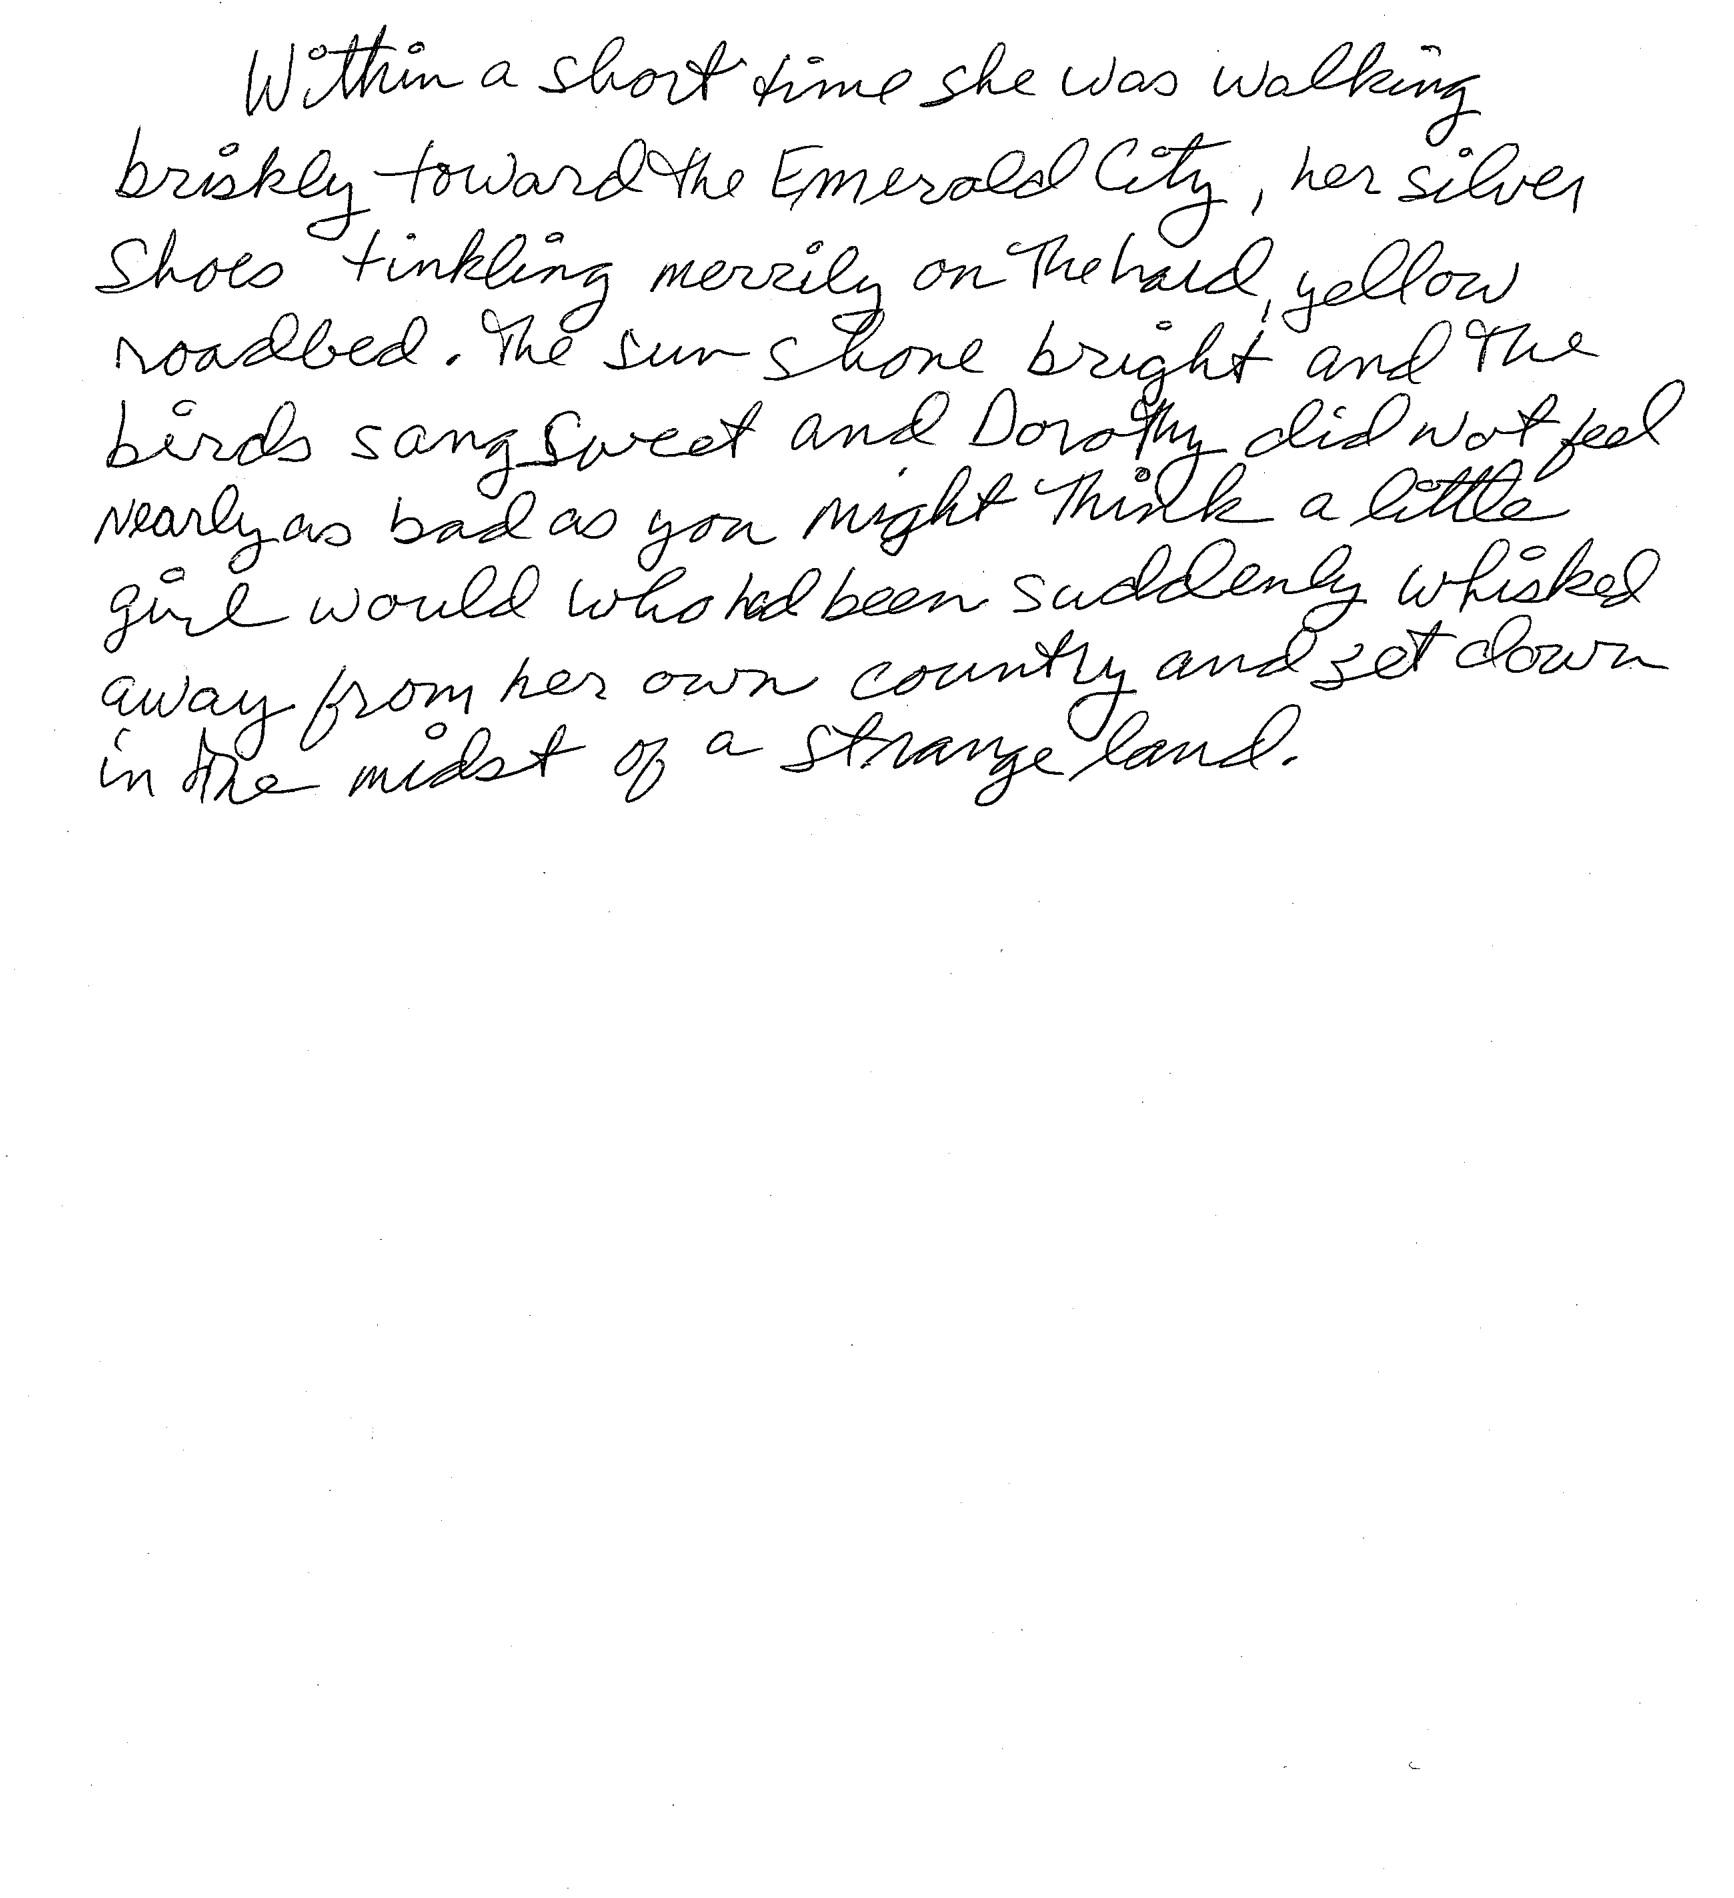 Within a short time she was walking
briskly toward the Emerald City, her silver
shoes tinkling merrily on the hard, yellow
roadbed. The sun shone bright and the
birds sang sweet and Dorothy did not feel
nearly as bad as you might think a little
girl would who had been suddenly whisked
away from her own country and set down
in the midst of a strange land.